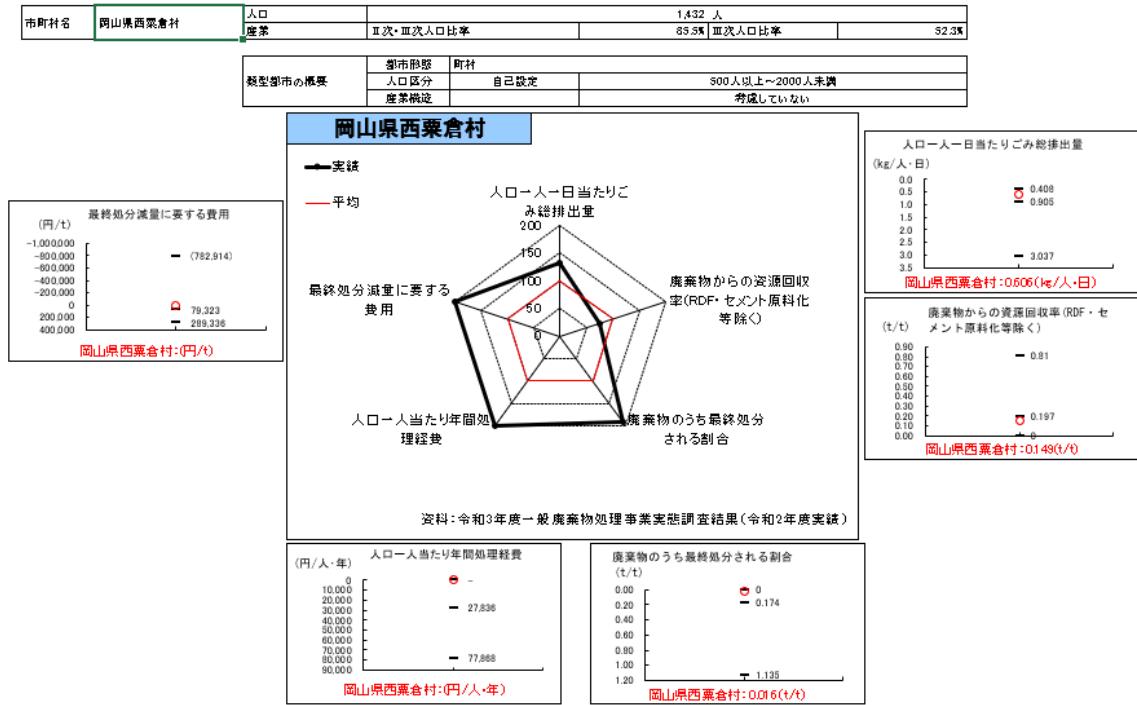 市町村名 岡山県西粟倉村 人口 1,432 人
産業 Ⅱ次・Ⅲ次人口比率 Ⅲ次人口比率
類型都市の概要 都市形態 町村
人口区分 自己設定 500人以上~2000人未満
産業構造 考慮していない
岡山県西粟倉村
実績
平均
人口一人一日当たりご
み総排出量
廃棄物からの資源回収
率(RDF・セメント原料化
等除く)
廃棄物のうち最終処分
される割合
人口一人当たり年間処
理経費
最終処分減量に要する
費用
200
150
100
50
0
資料:令和3年度一般廃棄物処理事業実態調査結果(令和2年度実績)
最終処分減量に要する費用
(円/t)
-1,000,000
-800,000
-600,000
-400,000
-200,000
0
200,000
400,000
(782,914)
79,323
289,336
岡山県西粟倉村:(円/t)
人口一人一日当たりごみ総排出量
(kg/人・日)
0.0
0.5
1.0
1.5
2.0
2.5
3.0
3.5
0.408
0.905
3.037
岡山県西粟倉村:0.606(kg/人・日)
廃棄物からの資源回収率(RDF・セ
メント原料化等除く)
(t/t)
0.90
0.80
0.70
0.60
0.50
0.40
0.30
0.20
0.10
0.00
0.81
0.197
0
岡山県西粟倉村:0.149(t/t)
人口一人当たり年間処理経費
(円/人・年)
0
10,000
20,000
30,000
40,000
50,000
60,000
70,000
80,000
90,000
-
27,836
77,868
岡山県西粟倉村:(円/人・年)
廃棄物のうち最終処分される割合
(t/t)
0.00
0.20
0.40
0.60
0.80
1.00
1.20
0
0.174
1.135
岡山県西粟倉村:0.016(t/t)